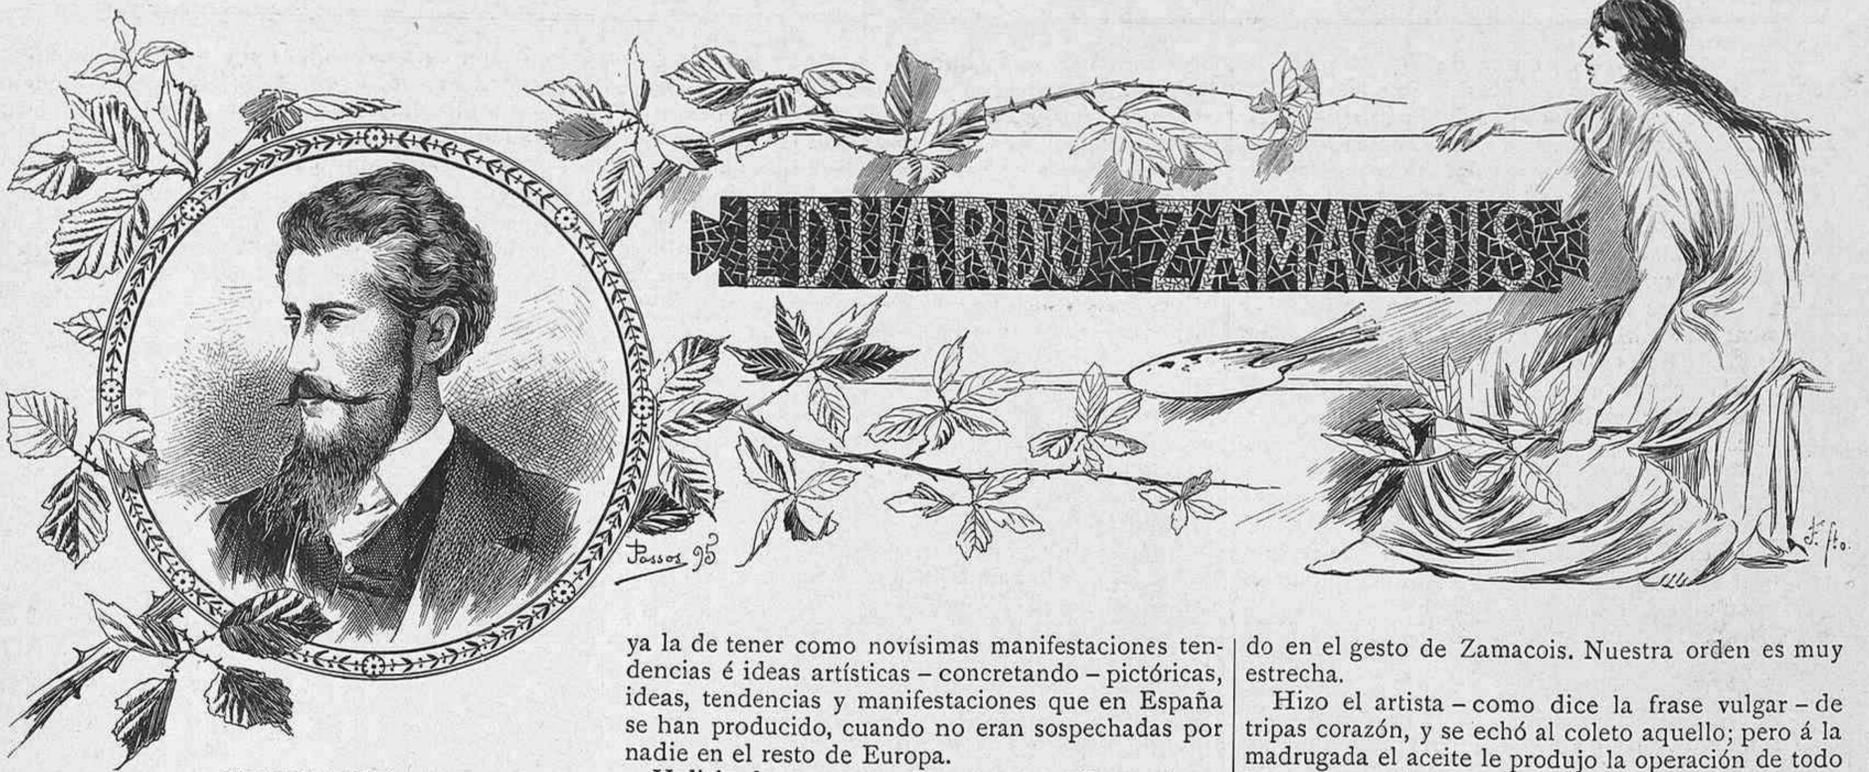 EDUARDO ZAMACOIS
Passos 95
ya la de tener como novísimas manifestaciones ten-
dencias é ideas artísticas – concretando – pictóricas,
ideas, tendencias y manifestaciones que en España
se han producido, cuando no eran sospechadas por
nadie en el resto de Europa.
do en el gesto de Zamacois. Nuestra orden es muy
estrecha.
Hizo el artista – como dice la frase vulgar – de
tripas corazón, y se echó al coleto aquello; pero á la
madrugada el aceite le produjo la operación de todo